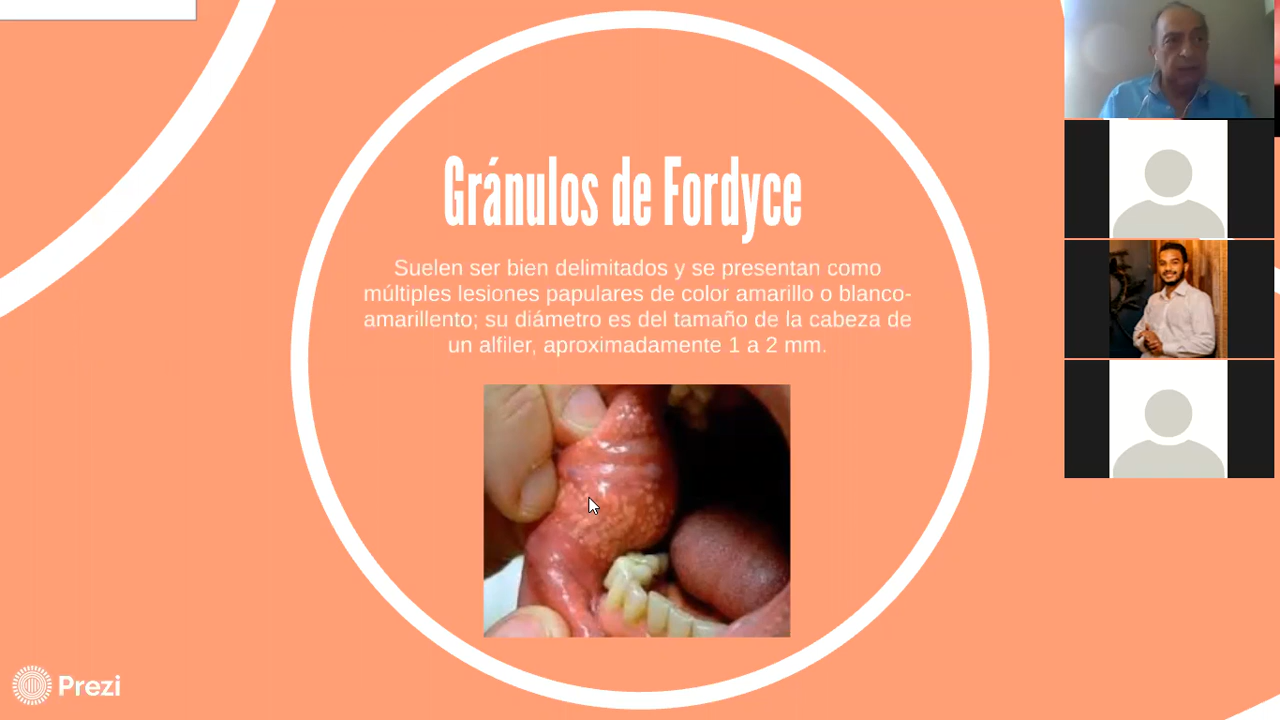 Gránulos de Fordyce
Suelen ser bien delimitados y se presentan como
múltiples lesiones papulares de color amarillo o blanco-
amarillento; su diámetro es del tamaño de la cabeza de
un alfiler, aproximadamente 1 a 2 mm.
Prezi